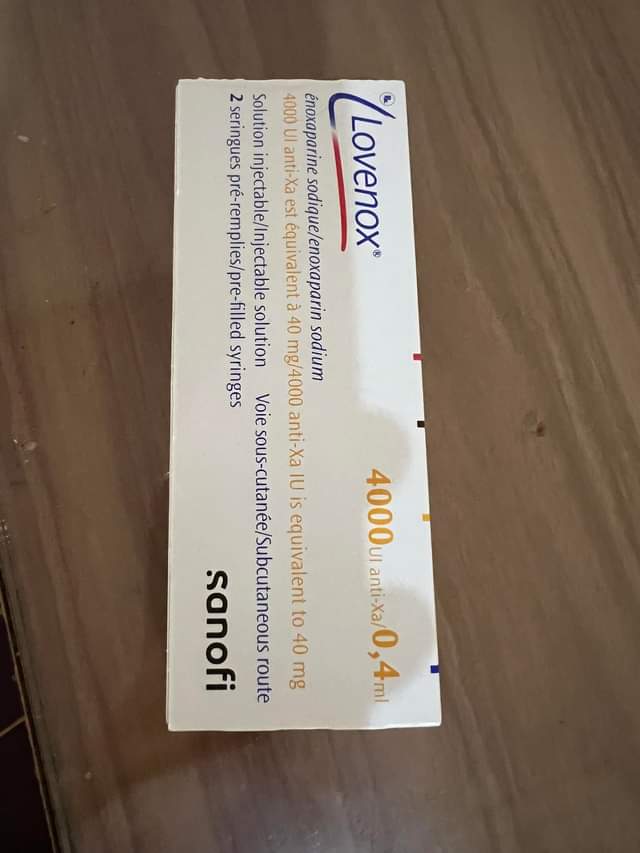 Lovenox®
4000 UI anti-Xa/0,4 ml
énoxaparine sodique/enoxaparin sodium
4000 UI anti-Xa est équivalent à 40 mg/4000 anti-Xa IU is equivalent to 40 mg
Solution injectable/Injectable solution Voie sous-cutanée/Subcutaneous route
2 seringues pré-remplies/pre-filled syringes
sanofi